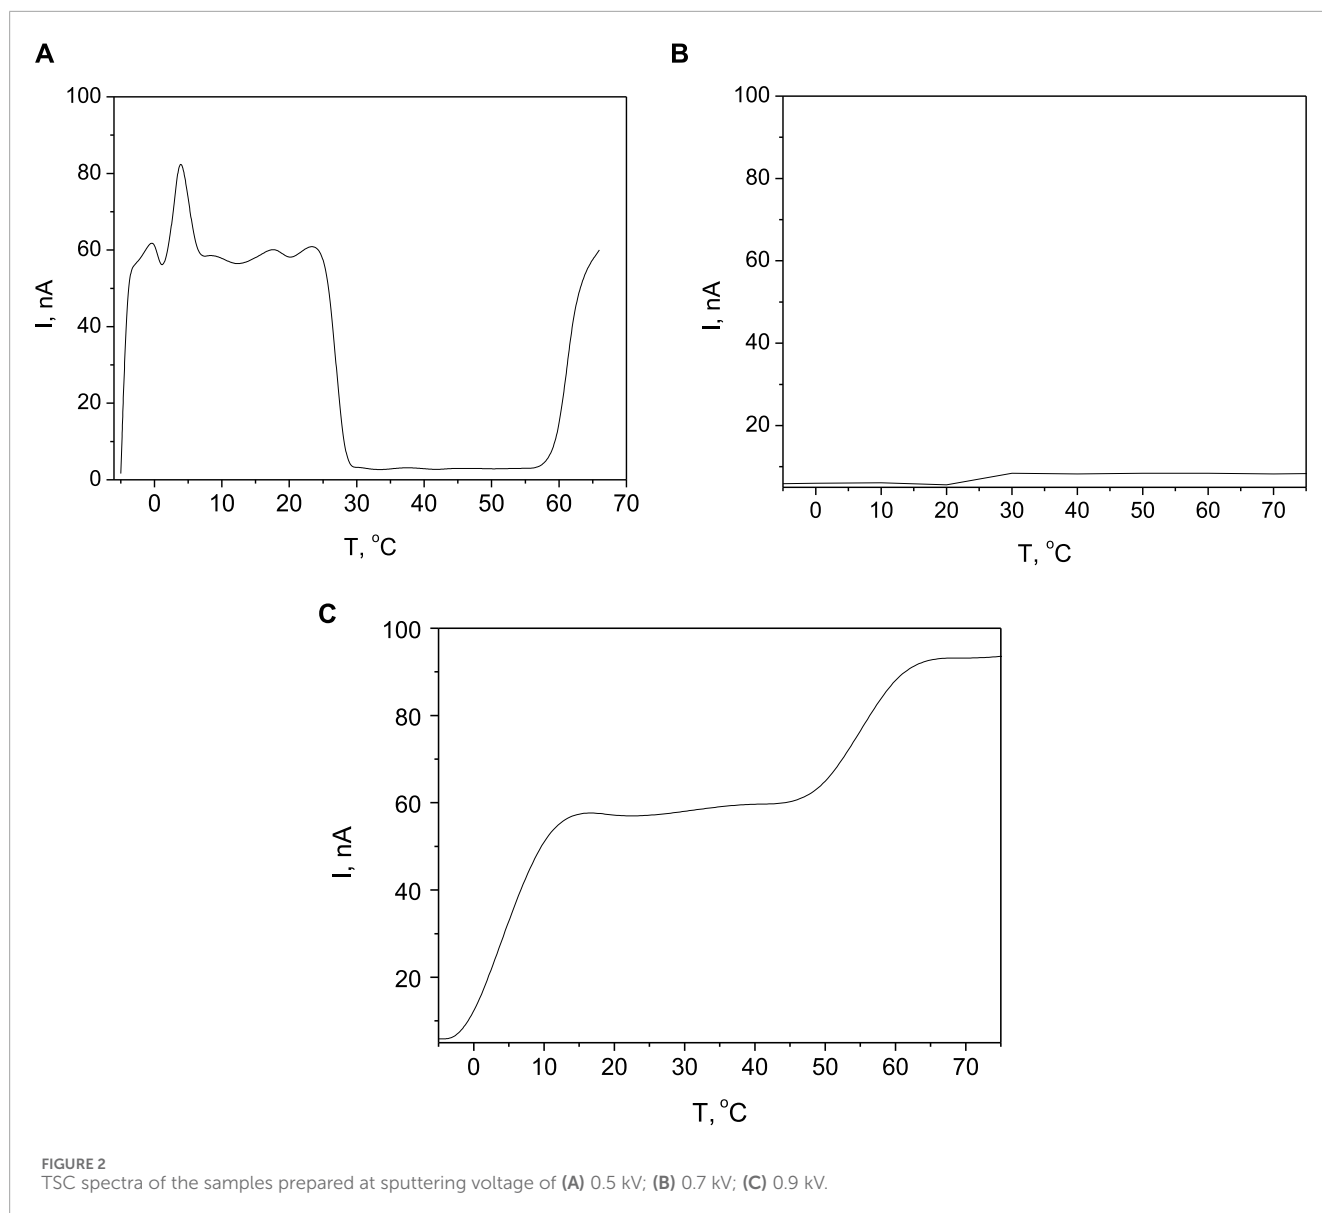 A
100
80
60
40
20
0
I, nA
0 10 20 30 40 50 60 70
T, °C
B
100
80
60
40
20
I, nA
0 10 20 30 40 50 60 70
T, °C
C
100
80
60
40
20
I, nA
0 10 20 30 40 50 60 70
T, °C
FIGURE 2
TSC spectra of the samples prepared at sputtering voltage of (A) 0.5 kV; (B) 0.7 kV; (C) 0.9 kV.